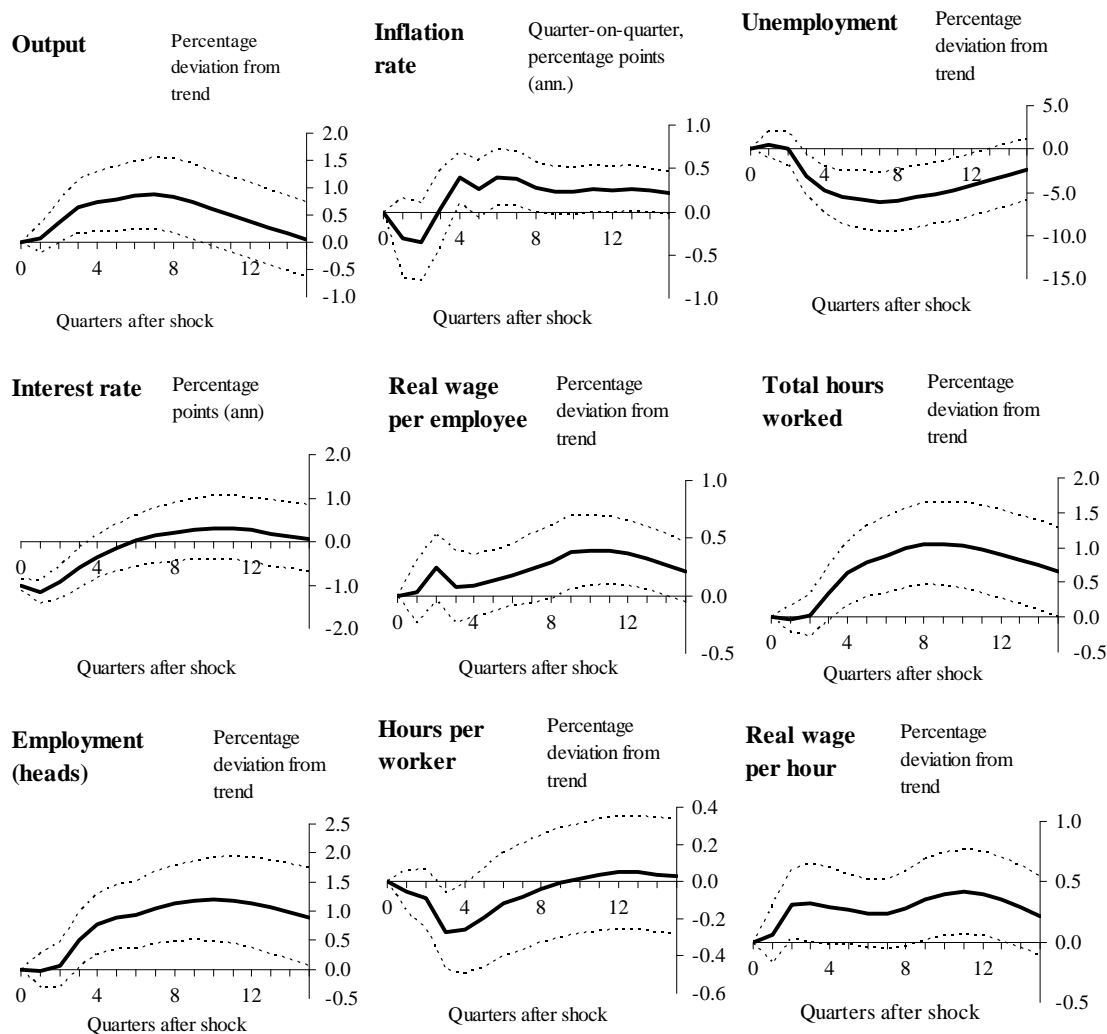 Output
Percentage
deviation from
trend
2.0
1.5
1.0
0.5
0.0
-0.5
-1.0
0
4
8
12
Quarters after shock
Inflation
rate
Quarter-on-quarter,
percentage points
(ann.)
1.0
0.5
0.0
-0.5
-1.0
0
4
8
12
Quarters after shock
Unemployment
Percentage
deviation from
trend
5.0
0.0
-5.0
-10.0
-15.0
0
4
8
12
Quarters after shock
Interest rate
Percentage
points (ann)
2.0
1.0
0.0
-1.0
-2.0
0
4
8
12
Quarters after shock
Real wage
per employee
Percentage
deviation from
trend
1.0
0.5
0.0
-0.5
0
4
8
12
Quarters after shock
Total hours
worked
Percentage
deviation from
trend
2.0
1.5
1.0
0.5
0.0
-0.5
0
4
8
12
Quarters after shock
Employment
(heads)
Percentage
deviation from
trend
2.5
2.0
1.5
1.0
0.5
0.0
-0.5
0
4
8
12
Quarters after shock
Hours per
worker
Percentage
deviation from
trend
0.4
0.2
0.0
-0.2
-0.4
-0.6
0
4
8
12
Quarters after shock
Real wage
per hour
Percentage
deviation from
trend
1.0
0.5
0.0
-0.5
0
4
8
12
Quarters after shock